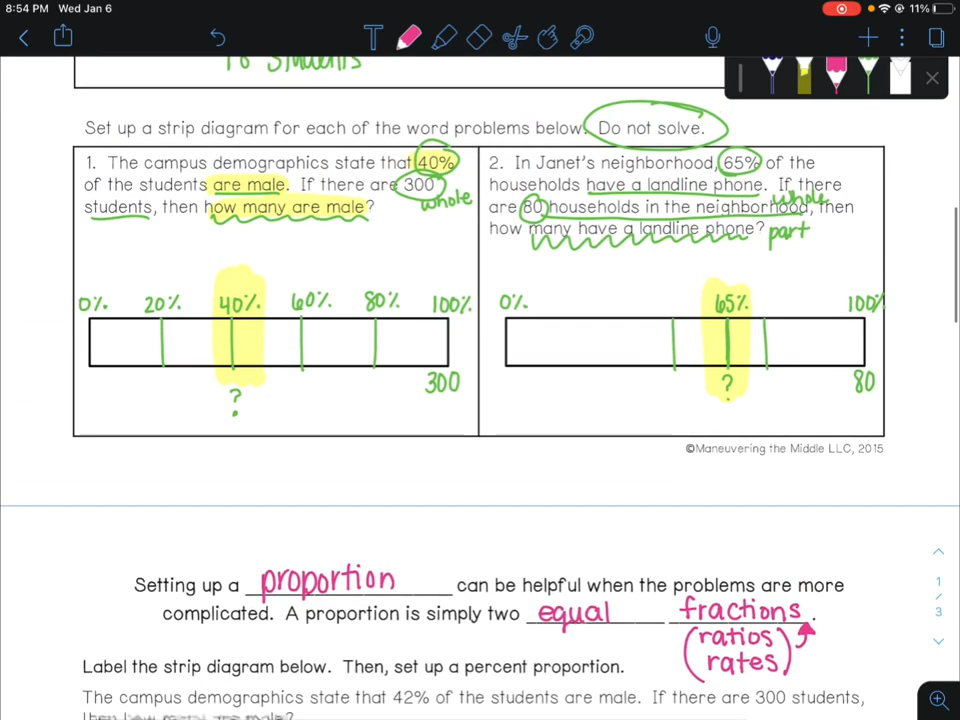 8:54 PM Wed Jan 6
11%
students
Set up a strip diagram for each of the word problems below. Do not solve.
1. The campus demographics state that 40%
of the students are male. If there are 300
students, then how many are male?
whole
0% 20% 40% 60% 80% 100%
?
300
2. In Janet's neighborhood, 65% of the
households have a landline phone. If there
are 80 households in the neighborhood, then
how many have a landline phone?
whole
part
0% 65% 100%
?
80
©Maneuvering the Middle LLC, 2015
Setting up a proportion can be helpful when the problems are more
complicated. A proportion is simply two equal fractions.
(ratios
rates)
1
/
3
Label the strip diagram below. Then, set up a percent proportion.
The campus demographics state that 42% of the students are male. If there are 300 students,
then how many are male?